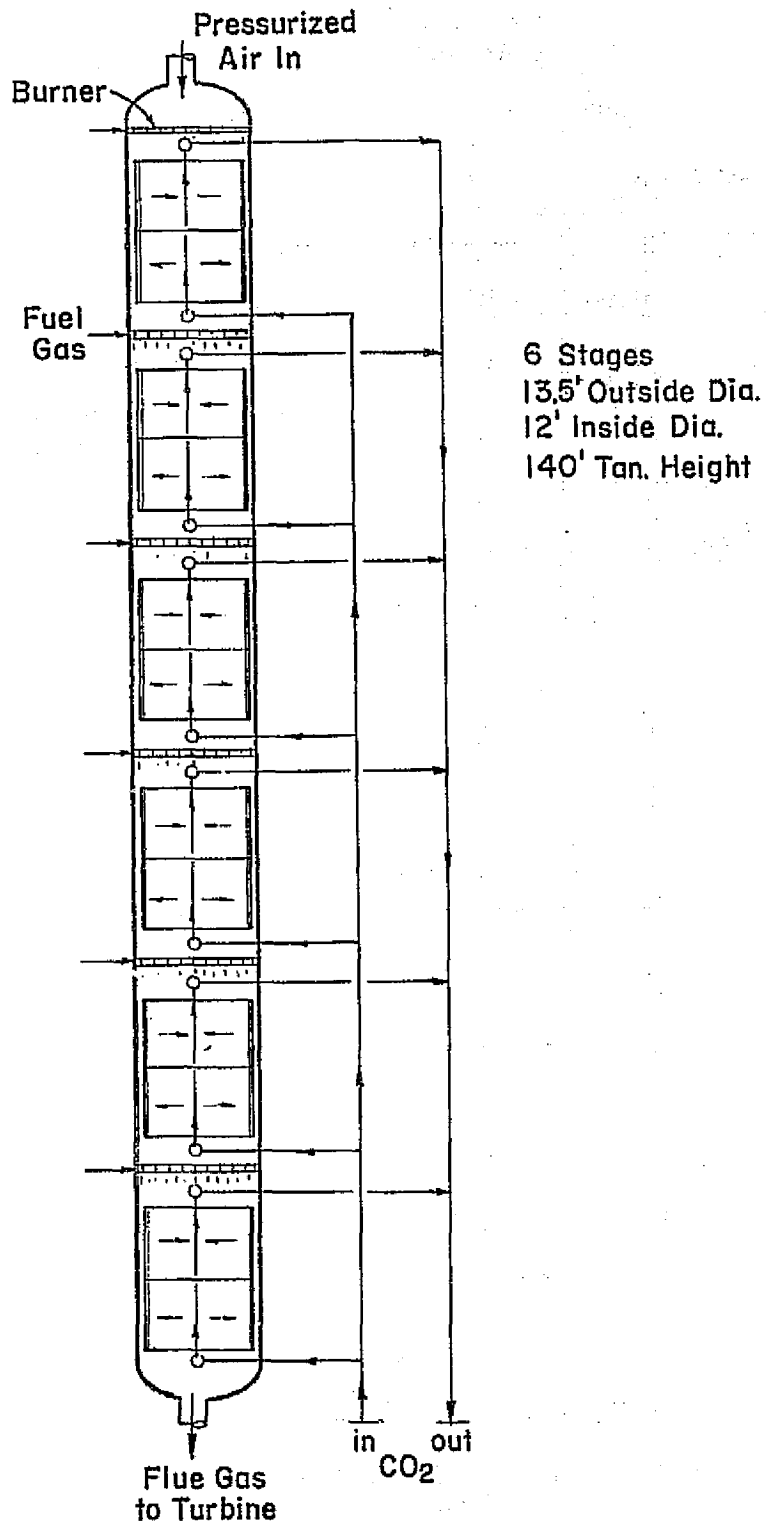 Pressurized
Air In
Burner
Fuel
Gas
6 Stages
13.5' Outside Dia.
12' Inside Dia.
140' Tan. Height
in out
CO2
Flue Gas
to Turbine